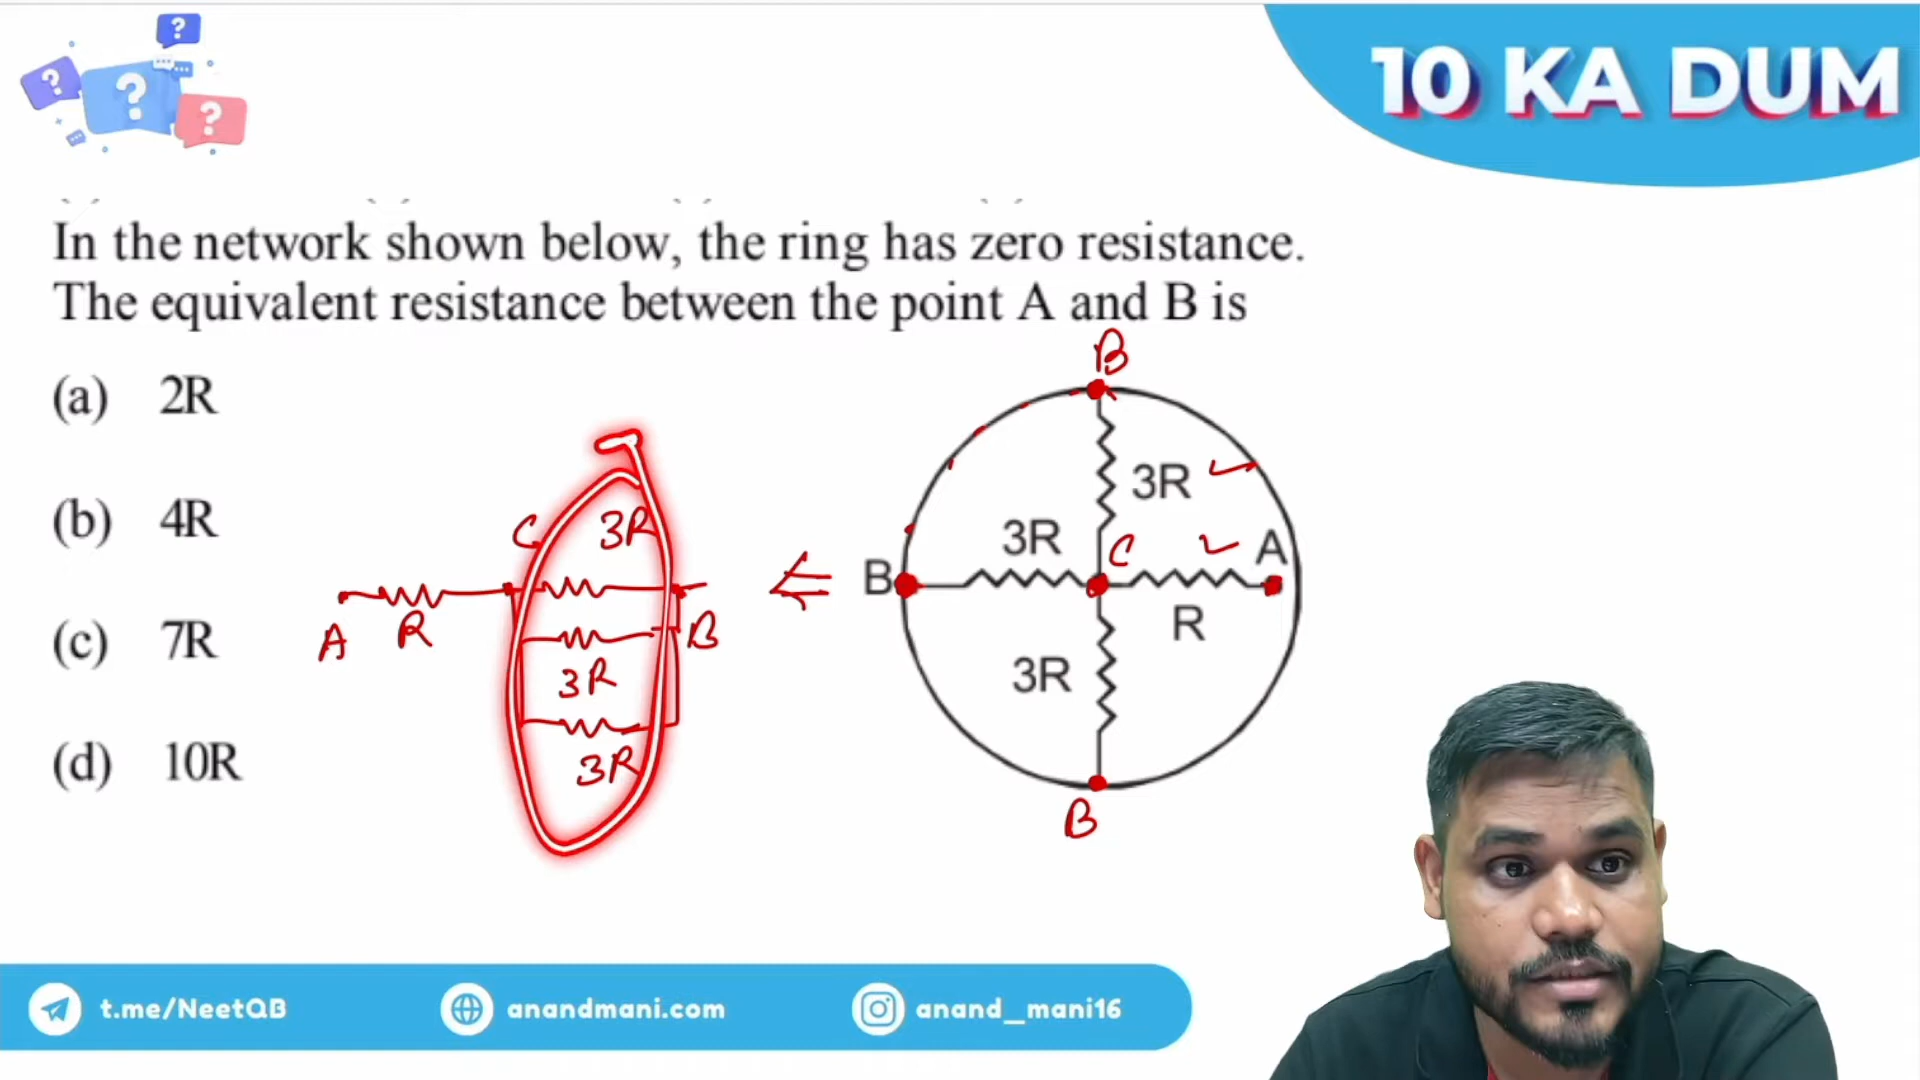 10 KA DUM
? ? ? ?
In the network shown below, the ring has zero resistance.
The equivalent resistance between the point A and B is
(a) 2R
(b) 4R
(c) 7R
(d) 10R
A
R
C
3R
3R
3R
B
B
3R
C
A
B
3R
R
3R
B
t.me/NeetQB
anandmani.com
anand_mani16